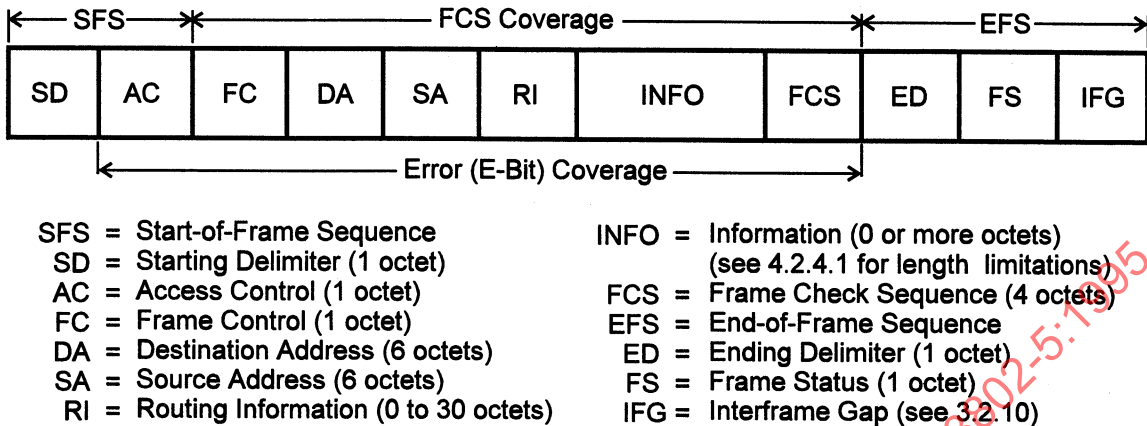 SFS FCS Coverage EFS
SD AC FC DA SA RI INFO FCS ED FS IFG
Error (E-Bit) Coverage
SFS = Start-of-Frame Sequence
SD = Starting Delimiter (1 octet)
AC = Access Control (1 octet)
FC = Frame Control (1 octet)
DA = Destination Address (6 octets)
SA = Source Address (6 octets)
RI = Routing Information (0 to 30 octets)
INFO = Information (0 or more octets)
(see 4.2.4.1 for length limitations)
FCS = Frame Check Sequence (4 octets)
EFS = End-of-Frame Sequence
ED = Ending Delimiter (1 octet)
FS = Frame Status (1 octet)
IFG = Interframe Gap (see 3.2.10)
8802-5:1995